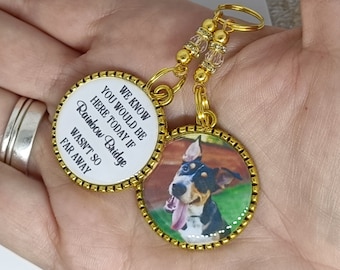 WE KNOW
YOU WOULD BE
HERE TODAY IF
Rainbow Bridge
WASN'T SO
FAR AWAY